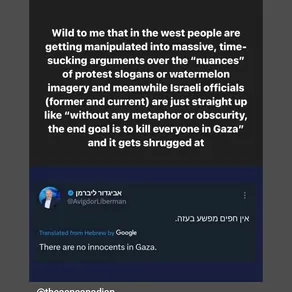 Wild to me that in the west people are
getting manipulated into massive, time-
sucking arguments over the “nuances”
of protest slogans or watermelon
imagery and meanwhile Israeli officials
(former and current) are just straight up
like “without any metaphor or obscurity,
the end goal is to kill everyone in Gaza”
and it gets shrugged at
אביגדור ליברמן
@AvigdorLiberman
אין חפים מפשע בעזה.
Translated from Hebrew by Google
There are no innocents in Gaza.